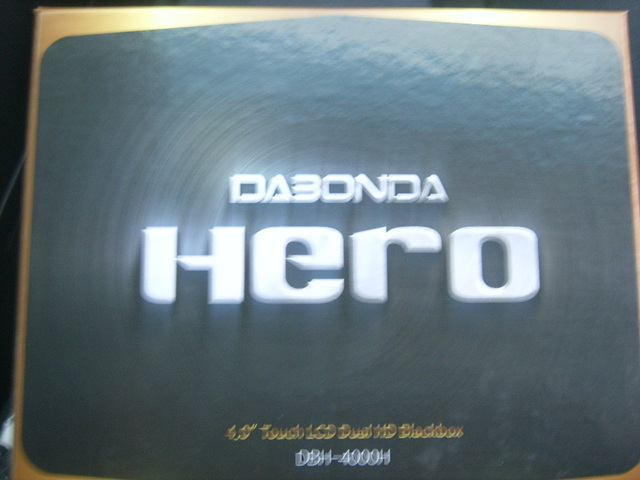 DABONDA
Hero
4.3" Touch LCD Dual HD Blackbox
DBH-4000H